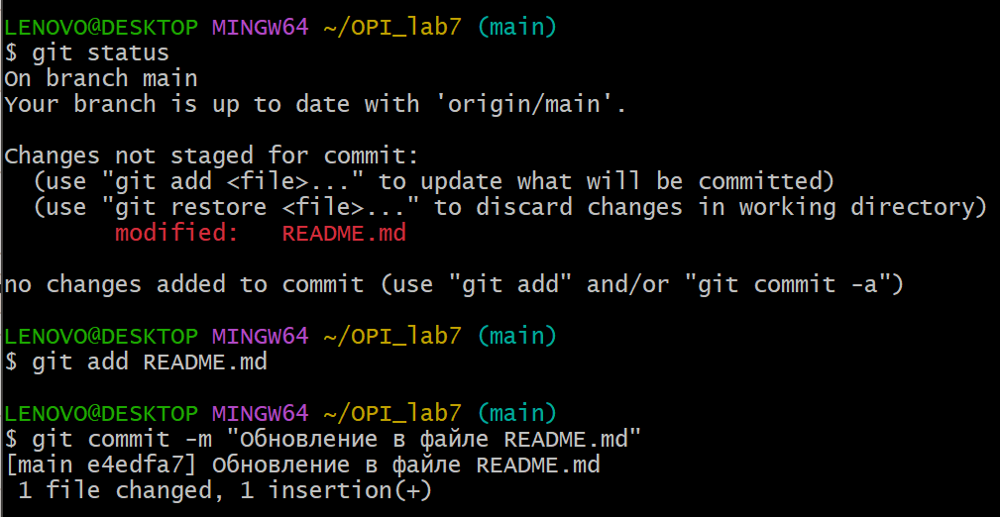 LENOVO@DESKTOP MINGW64 ~/OPI_lab7 (main)
$ git status
On branch main
Your branch is up to date with 'origin/main'.
Changes not staged for commit:
  (use "git add <file>..." to update what will be committed)
  (use "git restore <file>..." to discard changes in working directory)
        modified:   README.md
no changes added to commit (use "git add" and/or "git commit -a")
LENOVO@DESKTOP MINGW64 ~/OPI_lab7 (main)
$ git add README.md
LENOVO@DESKTOP MINGW64 ~/OPI_lab7 (main)
$ git commit -m "Обновление в файле README.md"
[main e4edfa7] Обновление в файле README.md
 1 file changed, 1 insertion(+)